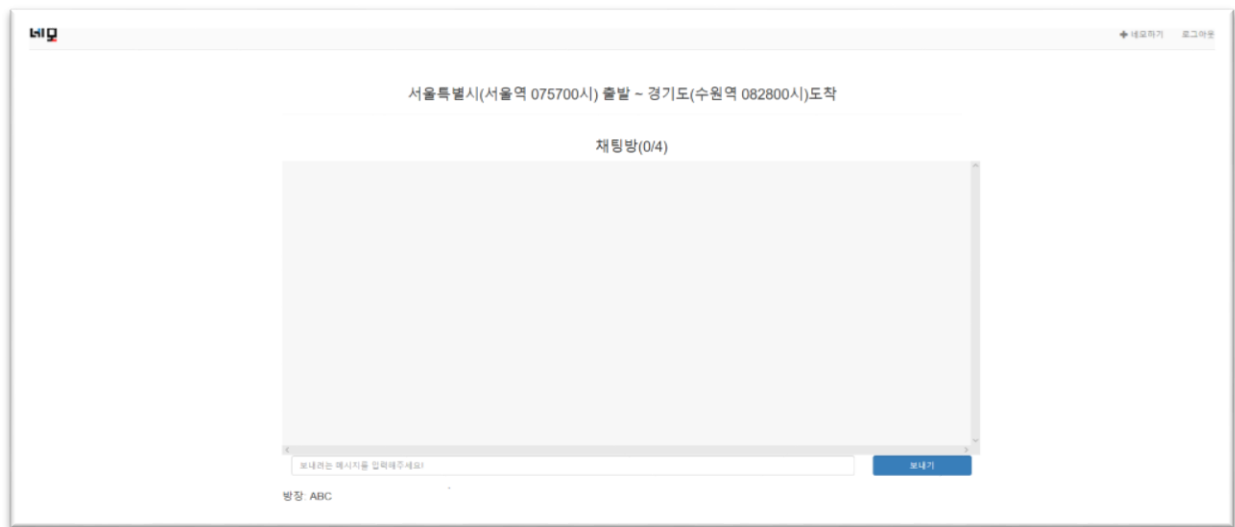 네모
✚ 네모하기 로그아웃
서울특별시(서울역 075700시) 출발 ~ 경기도(수원역 082800시)도착
채팅방(0/4)
보내려는 메시지를 입력해주세요!
보내기
방장: ABC